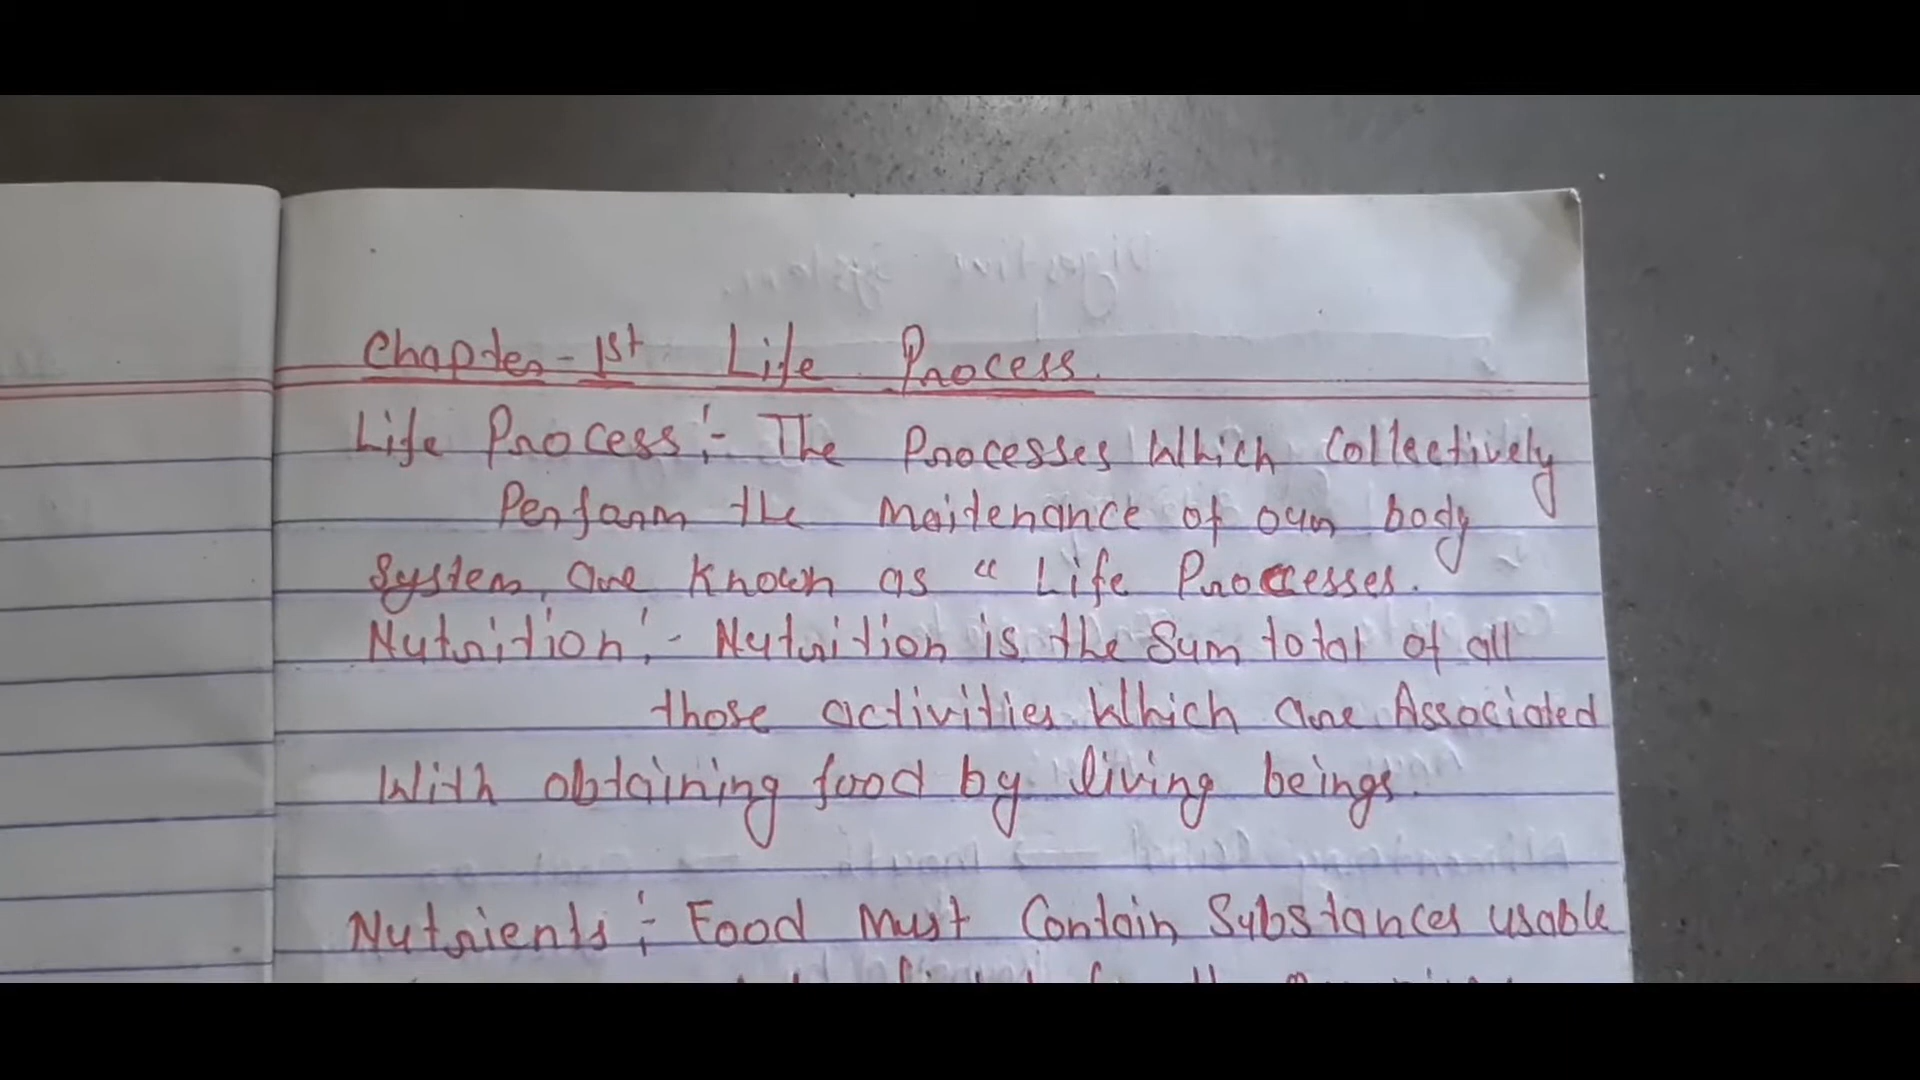 Chapter-1st Life Process.
Life Process:- The Processes Which Collectively
Perform the maitenance of our body
System, are known as " Life Processes.
Nutrition:- Nutrition is the Sum total of all
those activities Which are Associated
With obtaining food by living beings.
Nutrients:- Food Must Contain Substances usable